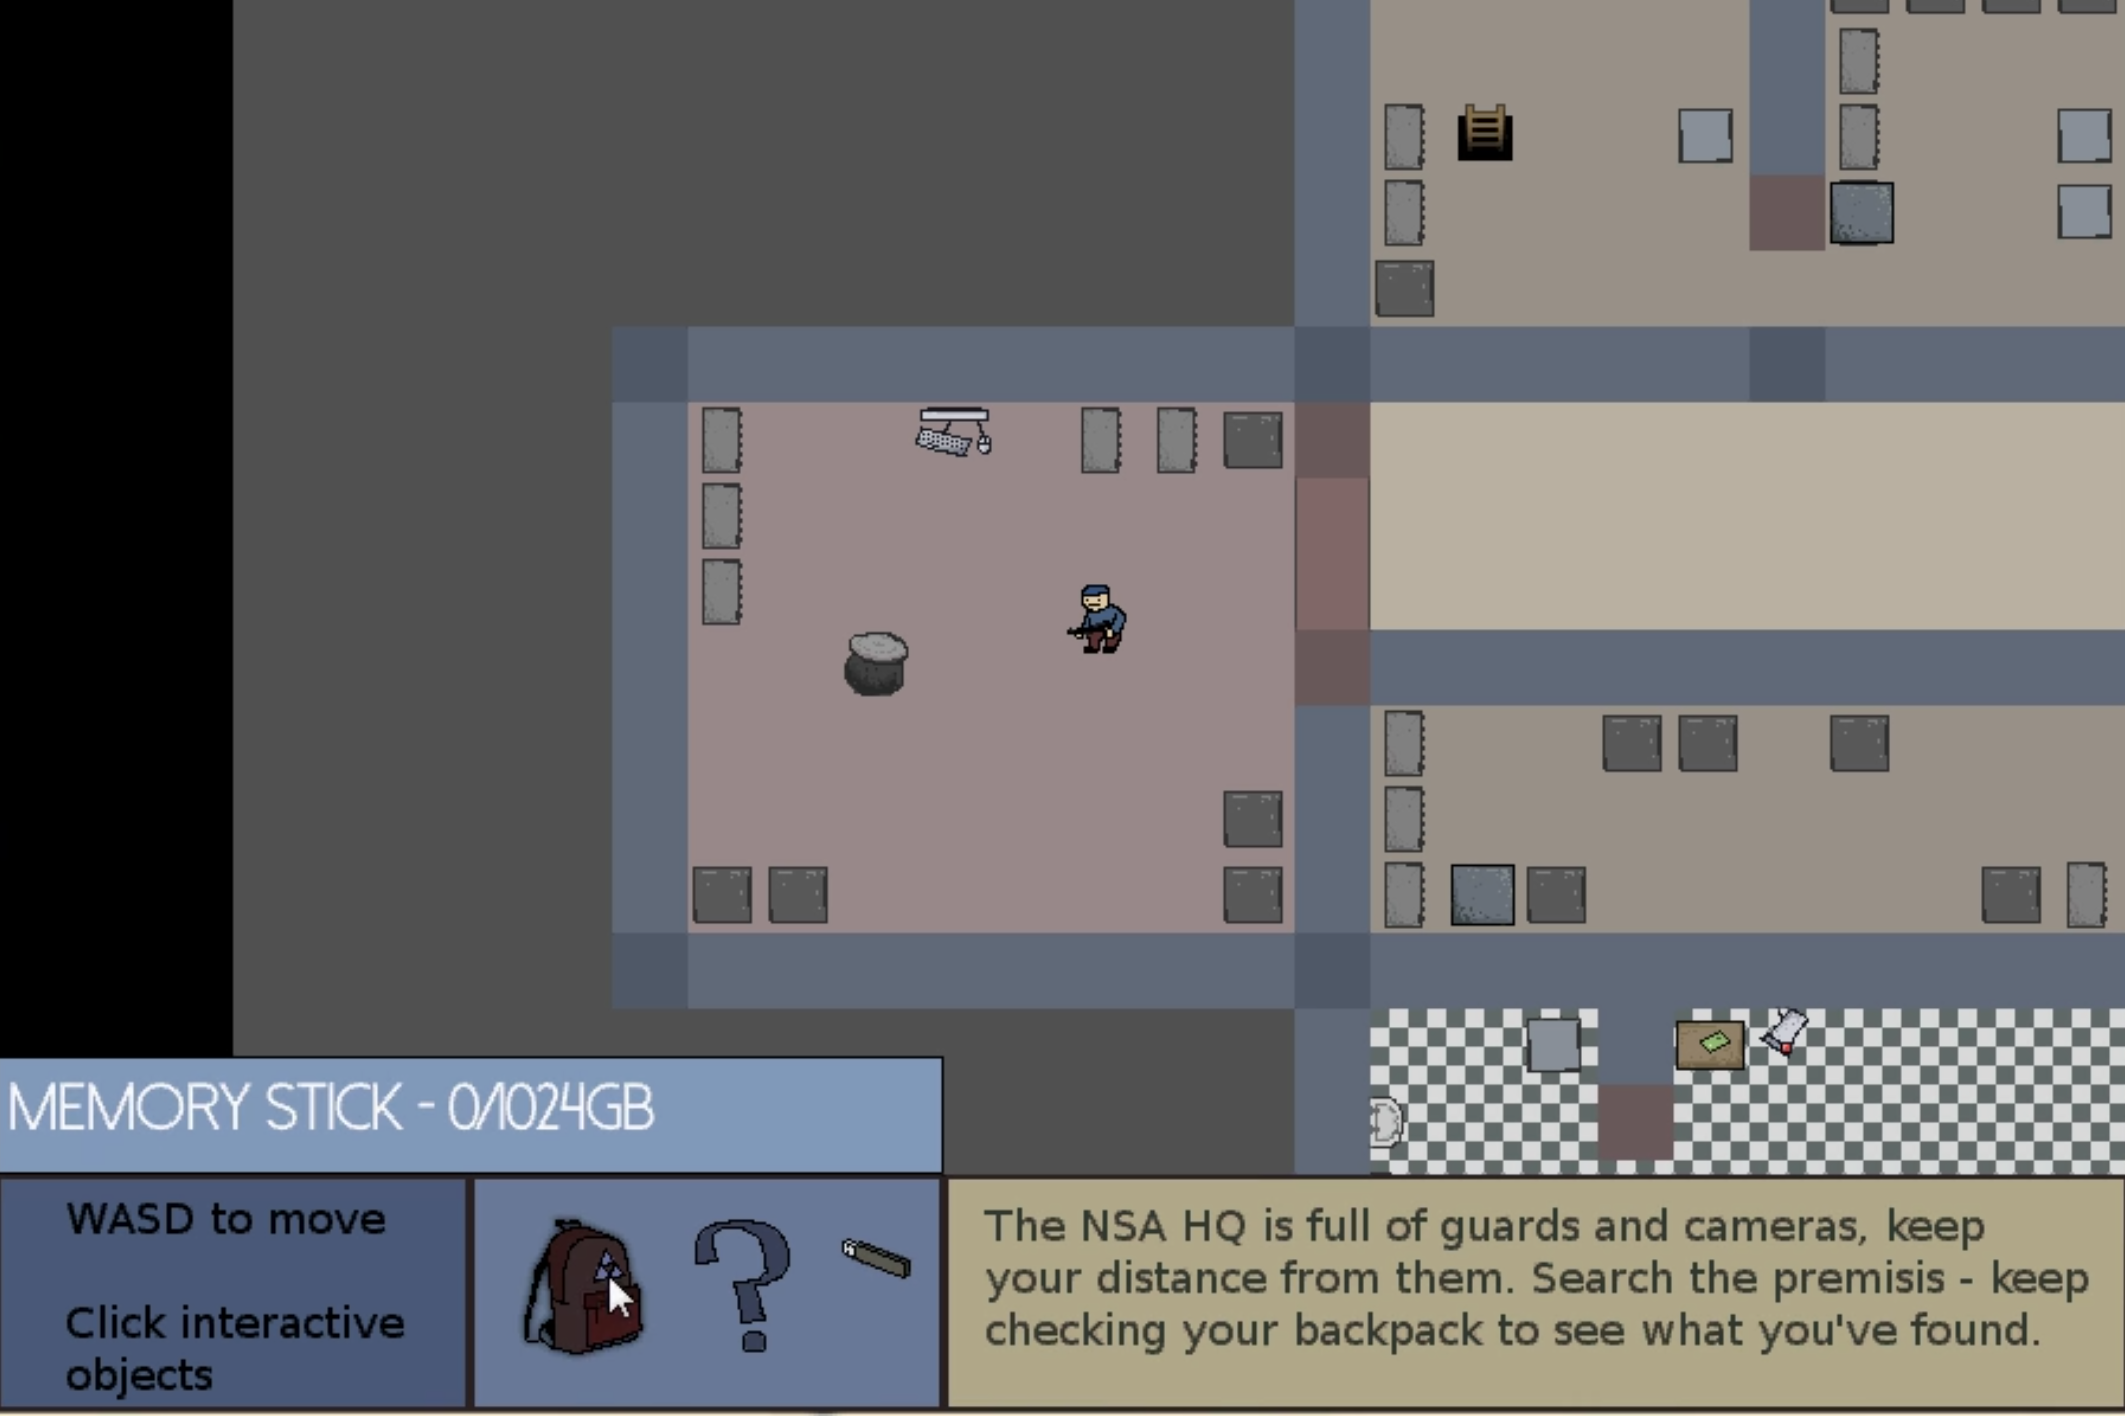 MEMORY STICK - 0/1024GB
WASD to move
Click interactive
objects
The NSA HQ is full of guards and cameras, keep
your distance from them. Search the premisis - keep
checking your backpack to see what you've found.